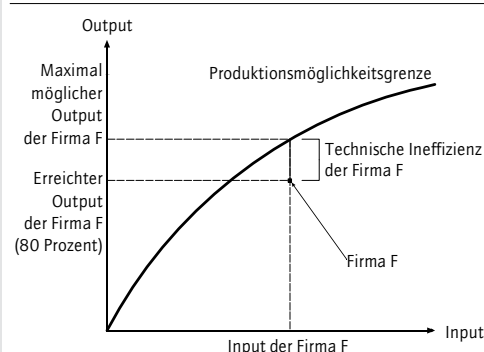 Output
Maximal
möglicher
Output
der Firma F
Produktionsmöglichkeitsgrenze
Technische Ineffizienz
der Firma F
Erreichter
Output
der Firma F
(80 Prozent)
Firma F
Input
Input der Firma F